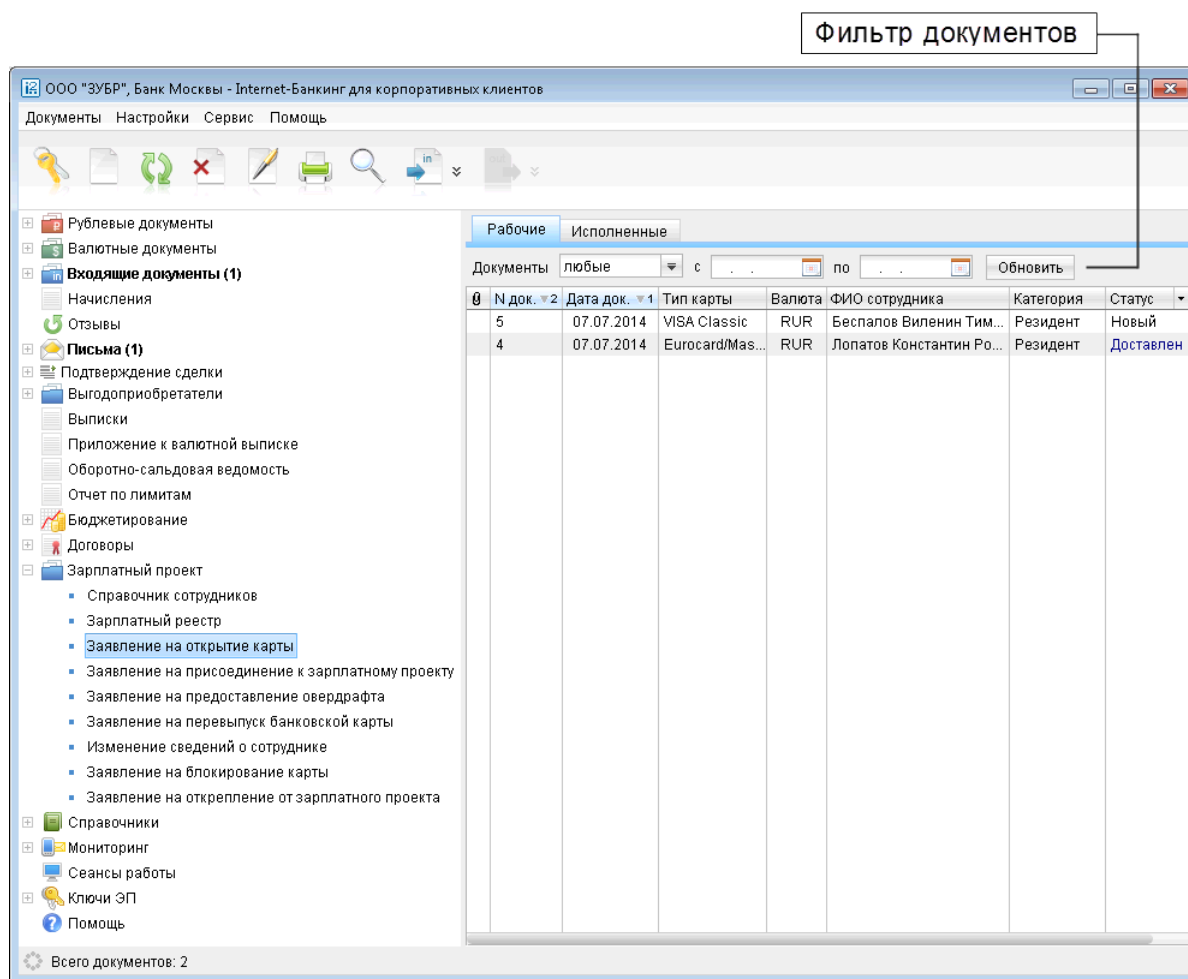 Фильтр документов
ООО "ЗУБР", Банк Москвы - Internet-Банкинг для корпоративных клиентов
Документы Настройки Сервис Помощь
in
Рублевые документы
Валютные документы
Входящие документы (1)
Начисления
Отзывы
Письма (1)
Подтверждение сделки
Выгодоприобретатели
Выписки
Приложение к валютной выписке
Оборотно-сальдовая ведомость
Отчет по лимитам
Бюджетирование
Договоры
Зарплатный проект
Справочник сотрудников
Зарплатный реестр
Заявление на открытие карты
Заявление на присоединение к зарплатному проекту
Заявление на предоставление овердрафта
Заявление на перевыпуск банковской карты
Изменение сведений о сотруднике
Заявление на блокирование карты
Заявление на открепление от зарплатного проекта
Справочники
Мониторинг
Сеансы работы
Ключи ЭП
Помощь
Рабочие Исполненные
Документы любые с . . по . . Обновить
N док. 2 Дата док. 1 Тип карты Валюта ФИО сотрудника Категория Статус
5 07.07.2014 VISA Classic RUR Беспалов Виленин Тим... Резидент Новый
4 07.07.2014 Eurocard/Mas... RUR Лопатов Константин Ро... Резидент Доставлен
Всего документов: 2